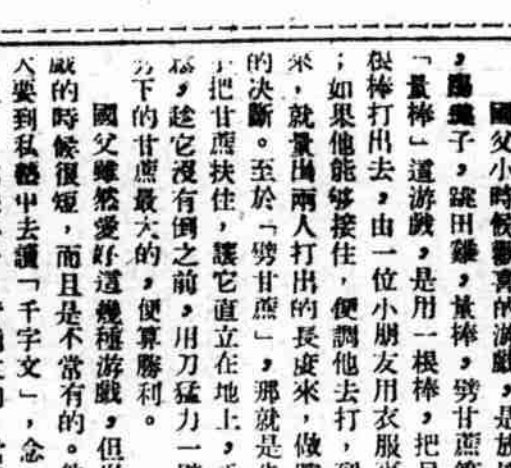 國父小時候歡喜的游戲，是放
，踢毽子，跳田雞，量棒，劈甘蔗
「量棒」這游戲，是用一根棒，把
根棒打出去，由一位小朋友用衣服
；如果他能够接住，便調他去打，
來，就量出兩人打出的長度來，做
的決斷。至於「劈甘蔗」，那就是
把甘蔗扶住，讓它直立在地上，
，趁它沒有倒之前，用刀猛力一
下的甘蔗最大的，便算勝利。
國父雖然愛好這幾種游戲，但
戲的時候很短，而且是不常有的。
人要到私塾中去讀「千字文」，念